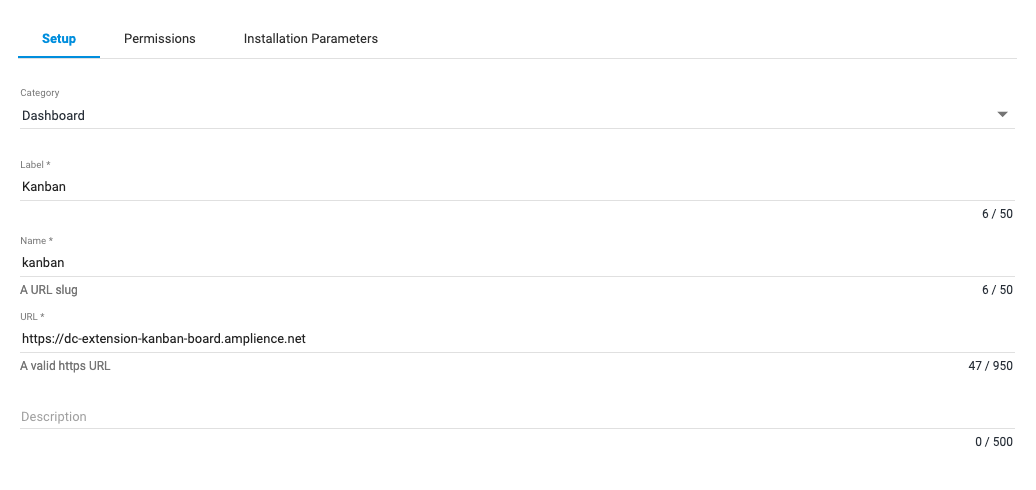 Setup Permissions Installation Parameters
Category
Dashboard
Label *
Kanban
6 / 50
Name *
kanban
A URL slug 6 / 50
URL *
https://dc-extension-kanban-board.amplience.net
A valid https URL 47 / 950
Description
0 / 500